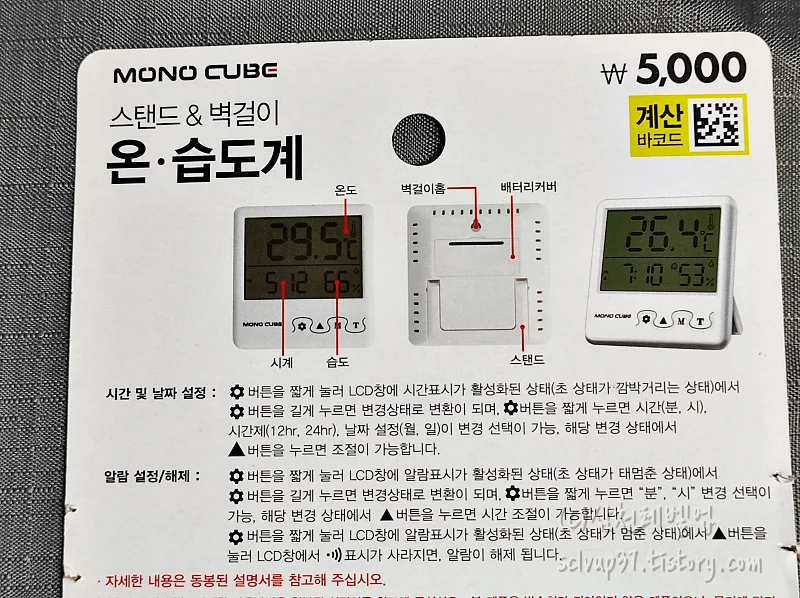 MONO CUBE
₩ 5,000
스탠드 & 벽걸이
온·습도계
계산
바코드
온도
벽걸이홈
배터리커버
29.5℃
5:12 65%
MONO CUBE
M T
26.4℃
7:10 53%
MONO CUBE
M T
시계
습도
스탠드
시간 및 날짜 설정 : 버튼을 짧게 눌러 LCD창에 시간표시가 활성화된 상태(초 상태가 깜박거리는 상태)에서
버튼을 길게 누르면 변경상태로 변환이 되며, 버튼을 짧게 누르면 시간(분, 시),
시간제(12hr, 24hr), 날짜 설정(월, 일)이 변경 선택이 가능, 해당 변경 상태에서
▲버튼을 누르면 조절이 가능합니다.
알람 설정/해제 : 버튼을 짧게 눌러 LCD창에 알람표시가 활성화된 상태(초 상태가 태멈춘 상태)에서
버튼을 길게 누르면 변경상태로 변환이 되며, 버튼을 짧게 누르면 “분”, “시” 변경 선택이
가능, 해당 변경 상태에서 ▲버튼을 누르면 시간 조절이 가능합니다.
버튼을 짧게 눌러 LCD창에 알람표시가 활성화된 상태(초 상태가 멈춘 상태)에서 ▲버튼을
눌러 LCD창에서 •))) 표시가 사라지면, 알람이 해제 됩니다.
sclvup97.tistory.com
· 자세한 내용은 동봉된 설명서를 참고해 주십시오.